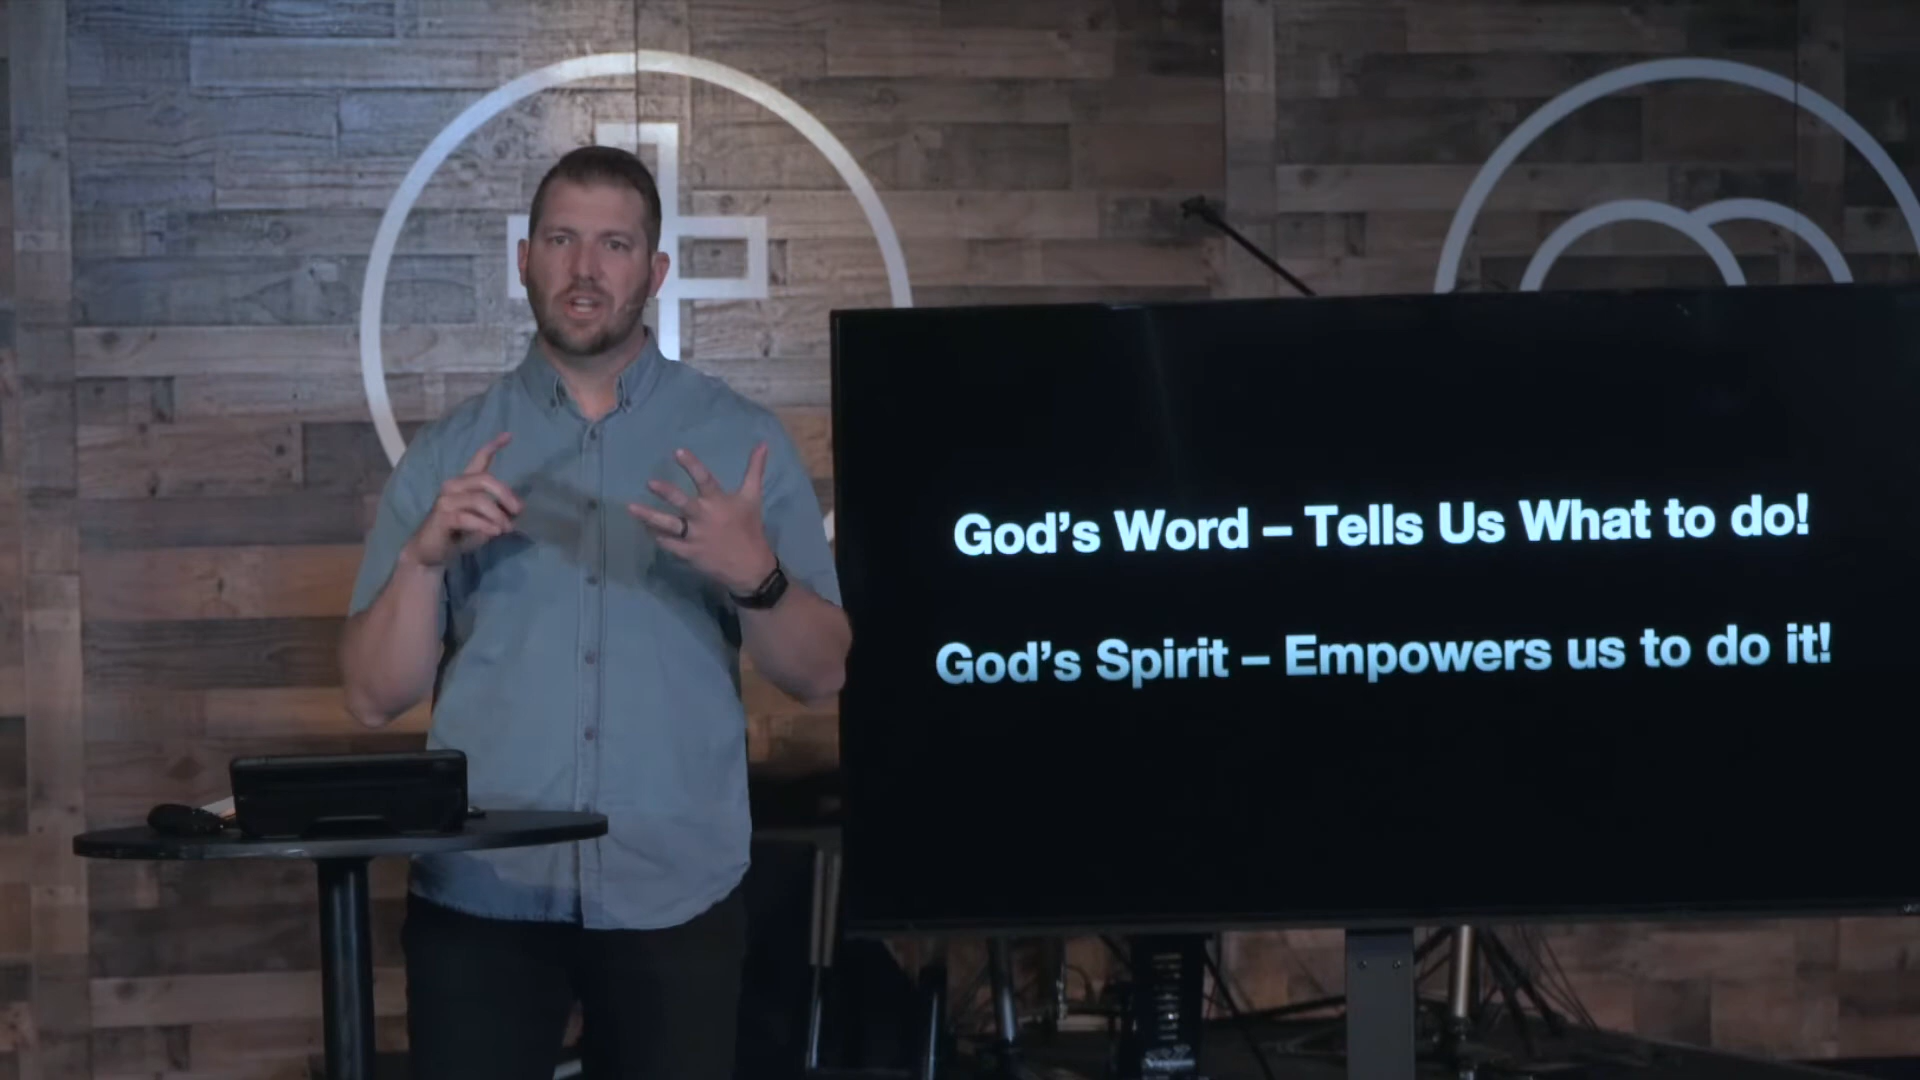 God's Word – Tells Us What to do!
God's Spirit – Empowers us to do it!